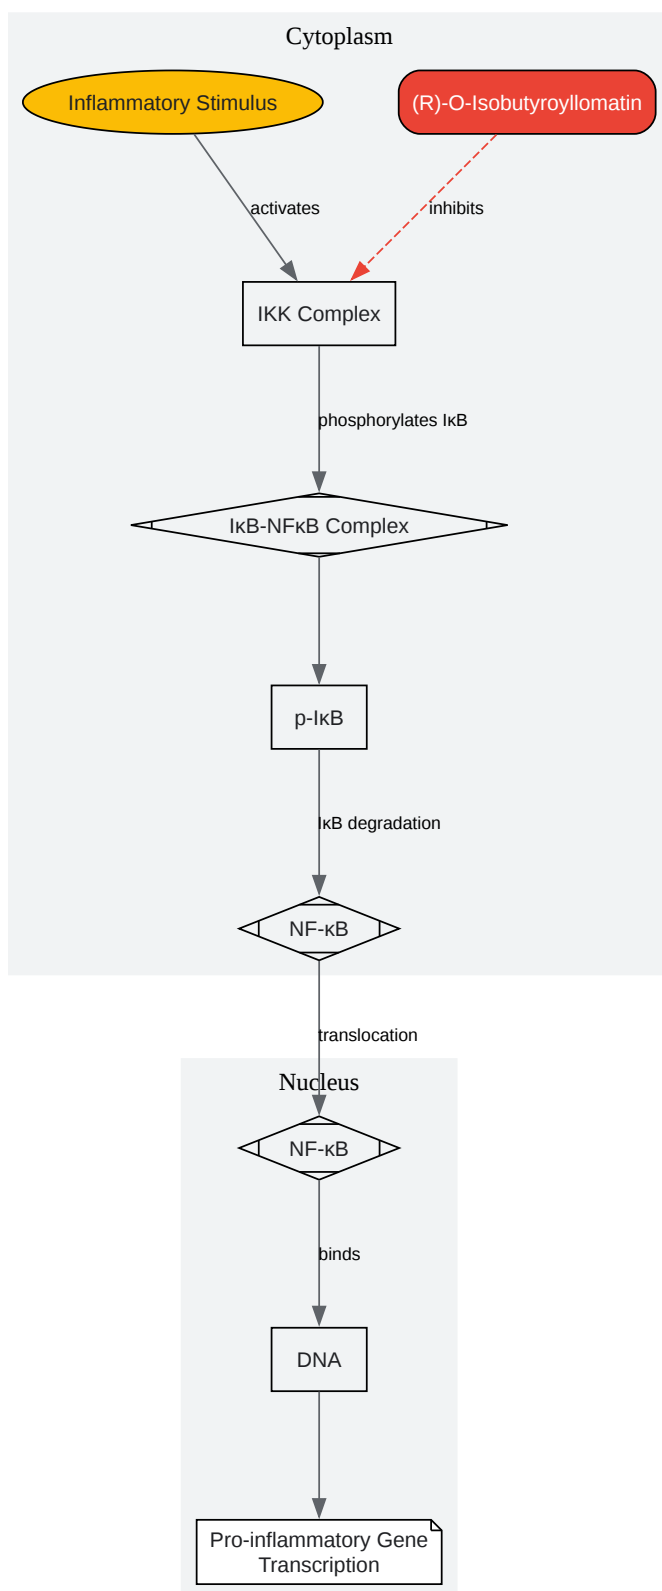 Cytoplasm
Inflammatory Stimulus
(R)-O-Isobutyroyllomatin
activates
inhibits
IKK Complex
phosphorylates IκB
IκB-NFκB Complex
p-IκB
IκB degradation
NF-κB
translocation
Nucleus
NF-κB
binds
DNA
Pro-inflammatory Gene
Transcription